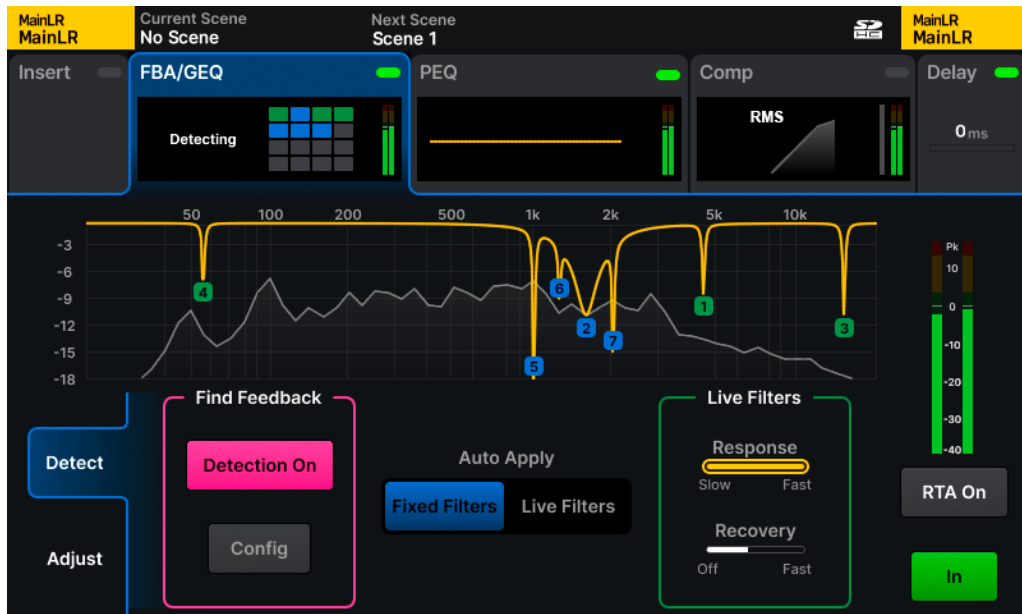 MainLR
MainLR
Current Scene
No Scene
Next Scene
Scene 1
SD
HC
MainLR
MainLR
Insert
FBA/GEQ
PEQ
Comp
Delay
Detecting
RMS
0 ms
50 100 200 500 1k 2k 5k 10k
-3
-6
-9
-12
-15
-18
4
5
6
2
7
1
3
Pk
10
0
-10
-20
-30
-40
Detect
Adjust
Find Feedback
Detection On
Config
Auto Apply
Fixed Filters
Live Filters
Live Filters
Response
Slow Fast
Recovery
Off Fast
RTA On
In